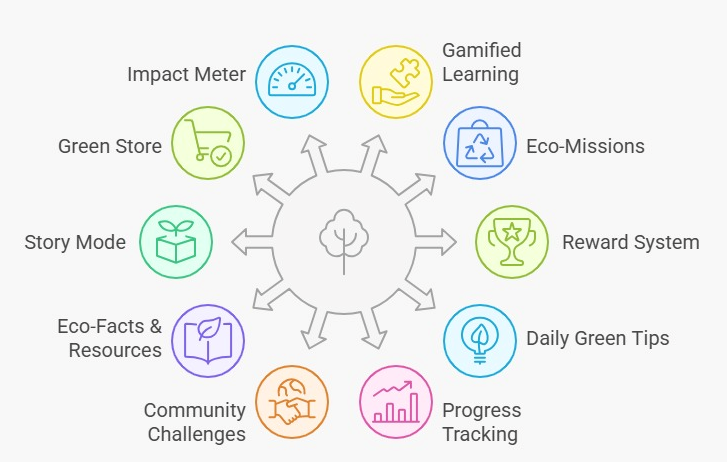 Gamified
Learning
Impact Meter
Green Store
Eco-Missions
Story Mode
Reward System
Eco-Facts &
Resources
Daily Green Tips
Community
Challenges
Progress
Tracking